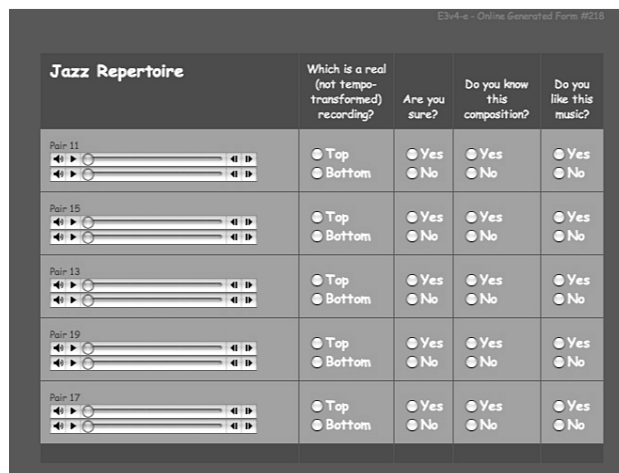 E3v4-e - Online Generated Form #216
Jazz Repertoire
Which is a real
(not tempo-
transformed)
recording?
Are you
sure?
Do you know
this
composition?
Do you
like this
music?
Pair 11
Top Yes Yes Yes
Bottom No No No
Pair 15
Top Yes Yes Yes
Bottom No No No
Pair 13
Top Yes Yes Yes
Bottom No No No
Pair 19
Top Yes Yes Yes
Bottom No No No
Pair 17
Top Yes Yes Yes
Bottom No No No